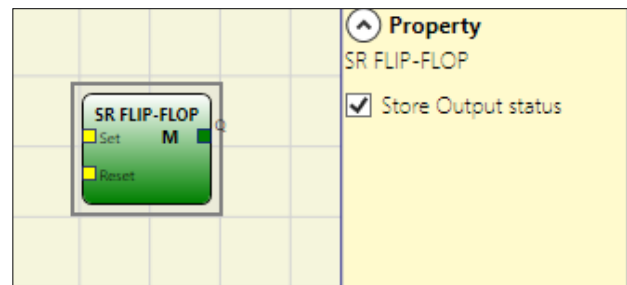 SR FLIP-FLOP
Set M
Q
Reset
Property
SR FLIP-FLOP
Store Output status